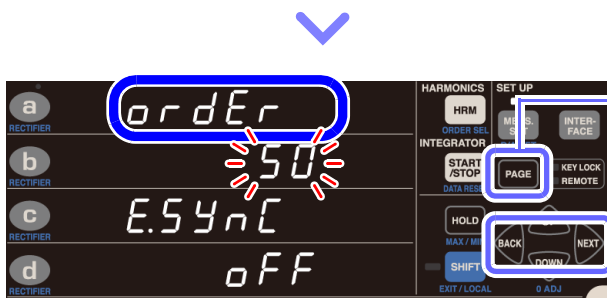 HARMONICS
SET UP
a
RECTIFIER
ordEr
HRM
MEAS.
SET
INTER-
FACE
ORDER SEL
INTEGRATOR
b
RECTIFIER
50
START
/STOP
DATA RESET
PAGE
KEY LOCK
REMOTE
c
RECTIFIER
E.SYnC
HOLD
MAX / MIN
BACK
NEXT
DOWN
d
RECTIFIER
oFF
SHIFT
EXIT / LOCAL
0 ADJ